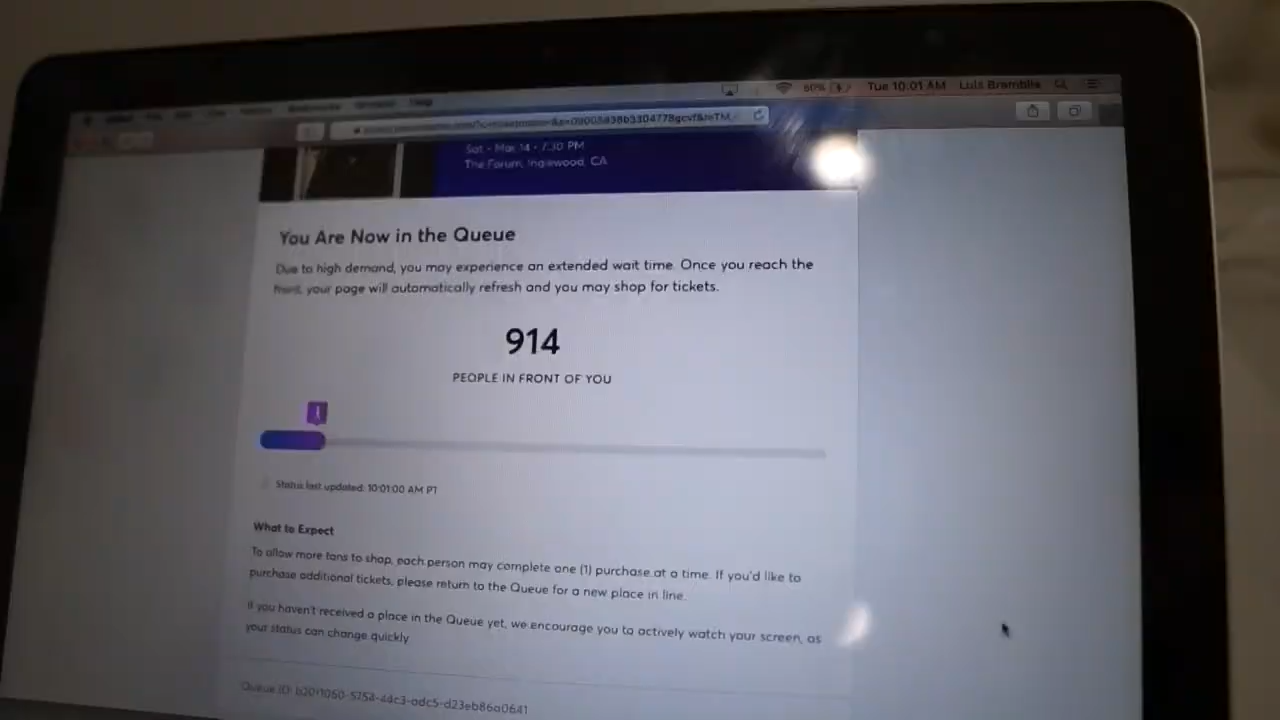 60%
Tue 10:01 AM
Luis Bramblia
Sat - Mar 14 - 7:30 PM
The Forum, Inglewood, CA
You Are Now in the Queue
Due to high demand, you may experience an extended wait time. Once you reach the
front, your page will automatically refresh and you may shop for tickets.
914
PEOPLE IN FRONT OF YOU
Status last updated: 10:01:00 AM PT
What to Expect
To allow more fans to shop, each person may complete one (1) purchase at a time. If you'd like to
purchase additional tickets, please return to the Queue for a new place in line.
If you haven't received a place in the Queue yet, we encourage you to actively watch your screen, as
your status can change quickly.
Queue ID: